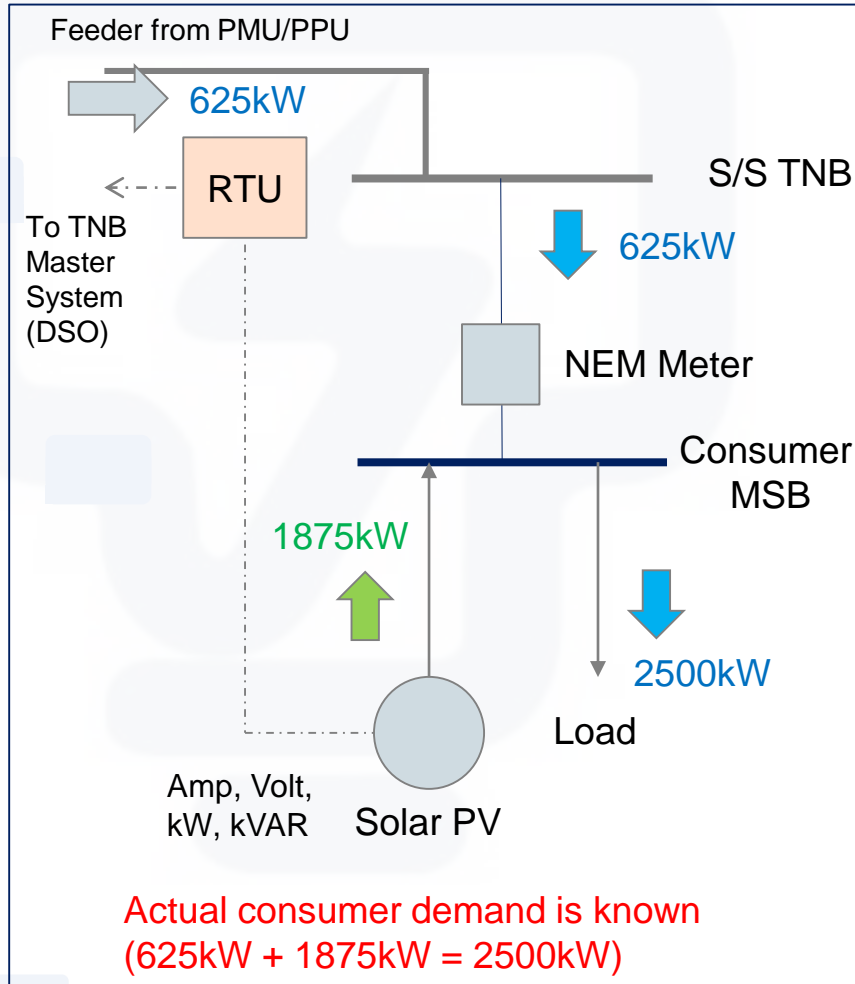 Feeder from PMU/PPU
625kW
RTU
S/S TNB
To TNB
Master
System
(DSO)
625kW
NEM Meter
Consumer
MSB
1875kW
2500kW
Load
Amp, Volt,
kW, kVAR
Solar PV
Actual consumer demand is known
(625kW + 1875kW = 2500kW)